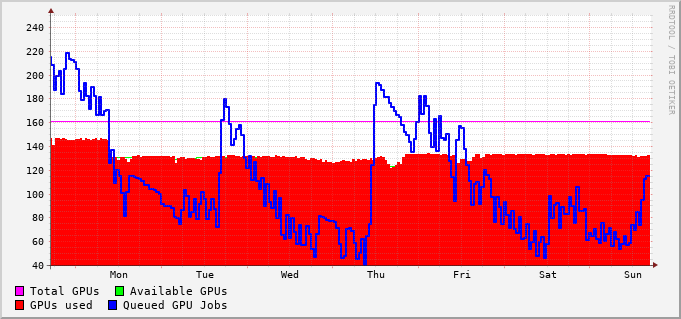 RRDTOOL / TOBI OETIKER
240
220
200
180
160
140
120
100
80
60
40
Mon Tue Wed Thu Fri Sat Sun
Total GPUs Available GPUs
GPUs used Queued GPU Jobs